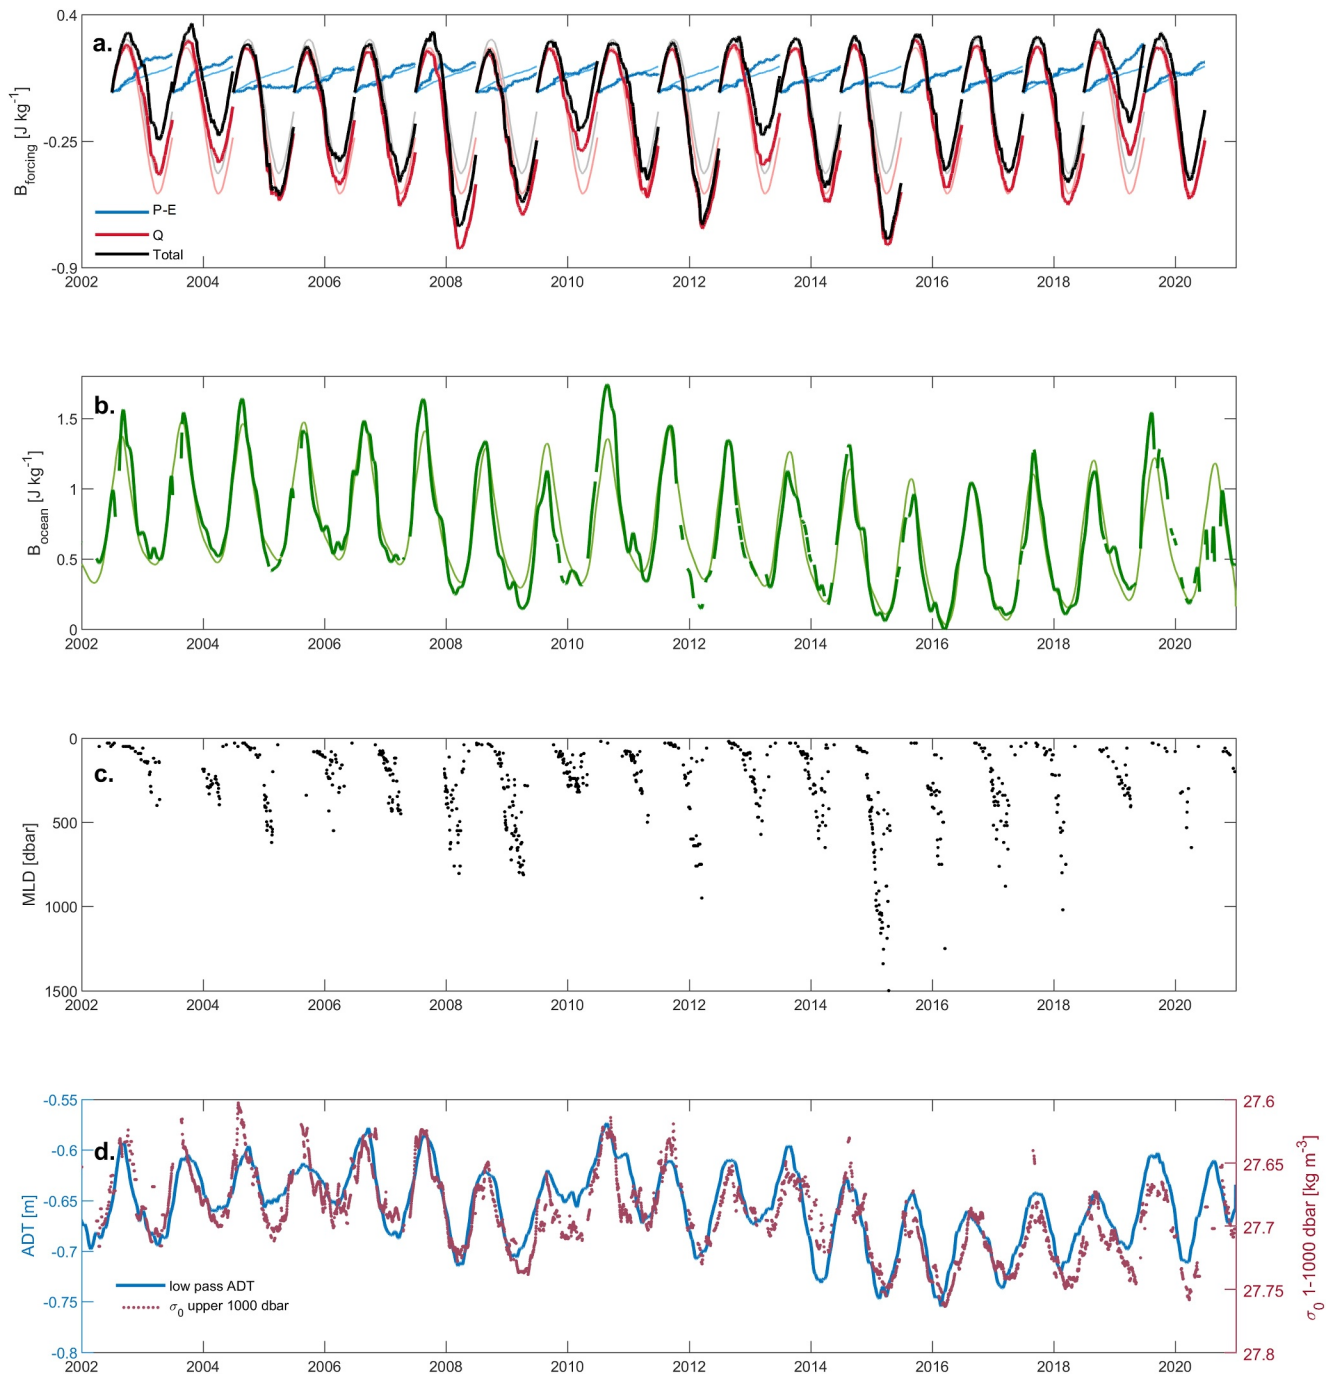 0.4
a.
-0.25
-0.9
B_forcing [J kg^-1]
P-E
Q
Total
2002 2004 2006 2008 2010 2012 2014 2016 2018 2020
b.
1.5
1
0.5
0
B_ocean [J kg^-1]
2002 2004 2006 2008 2010 2012 2014 2016 2018 2020
0
c.
500
1000
1500
MLD [dbar]
2002 2004 2006 2008 2010 2012 2014 2016 2018 2020
-0.55 27.6
d.
-0.6 27.65
-0.65
-0.7 27.7
-0.75 27.75
-0.8 27.8
ADT [m]
σ_0 1-1000 dbar [kg m^-3]
low pass ADT
σ_0 upper 1000 dbar
2002 2004 2006 2008 2010 2012 2014 2016 2018 2020